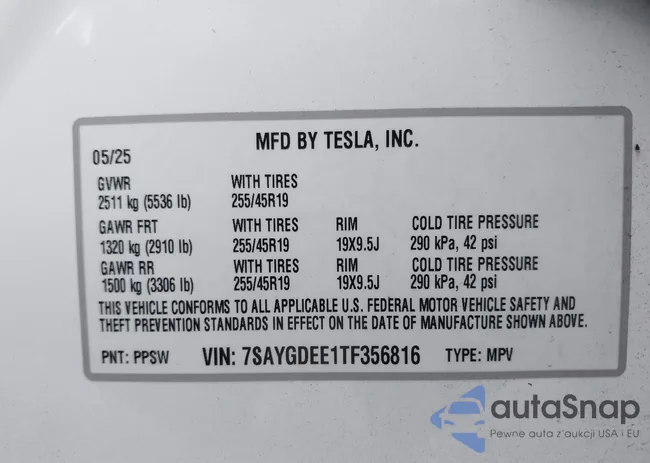 MFD BY TESLA, INC.
05/25
GVWR WITH TIRES
2511 kg (5536 lb) 255/45R19
GAWR FRT WITH TIRES RIM COLD TIRE PRESSURE
1320 kg (2910 lb) 255/45R19 19X9.5J 290 kPa, 42 psi
GAWR RR WITH TIRES RIM COLD TIRE PRESSURE
1500 kg (3306 lb) 255/45R19 19X9.5J 290 kPa, 42 psi
THIS VEHICLE CONFORMS TO ALL APPLICABLE U.S. FEDERAL MOTOR VEHICLE SAFETY AND
THEFT PREVENTION STANDARDS IN EFFECT ON THE DATE OF MANUFACTURE SHOWN ABOVE.
PNT: PPSW VIN: 7SAYGDEE1TF356816 TYPE: MPV
autaSnap
Pewne auta z aukcji USA i EU